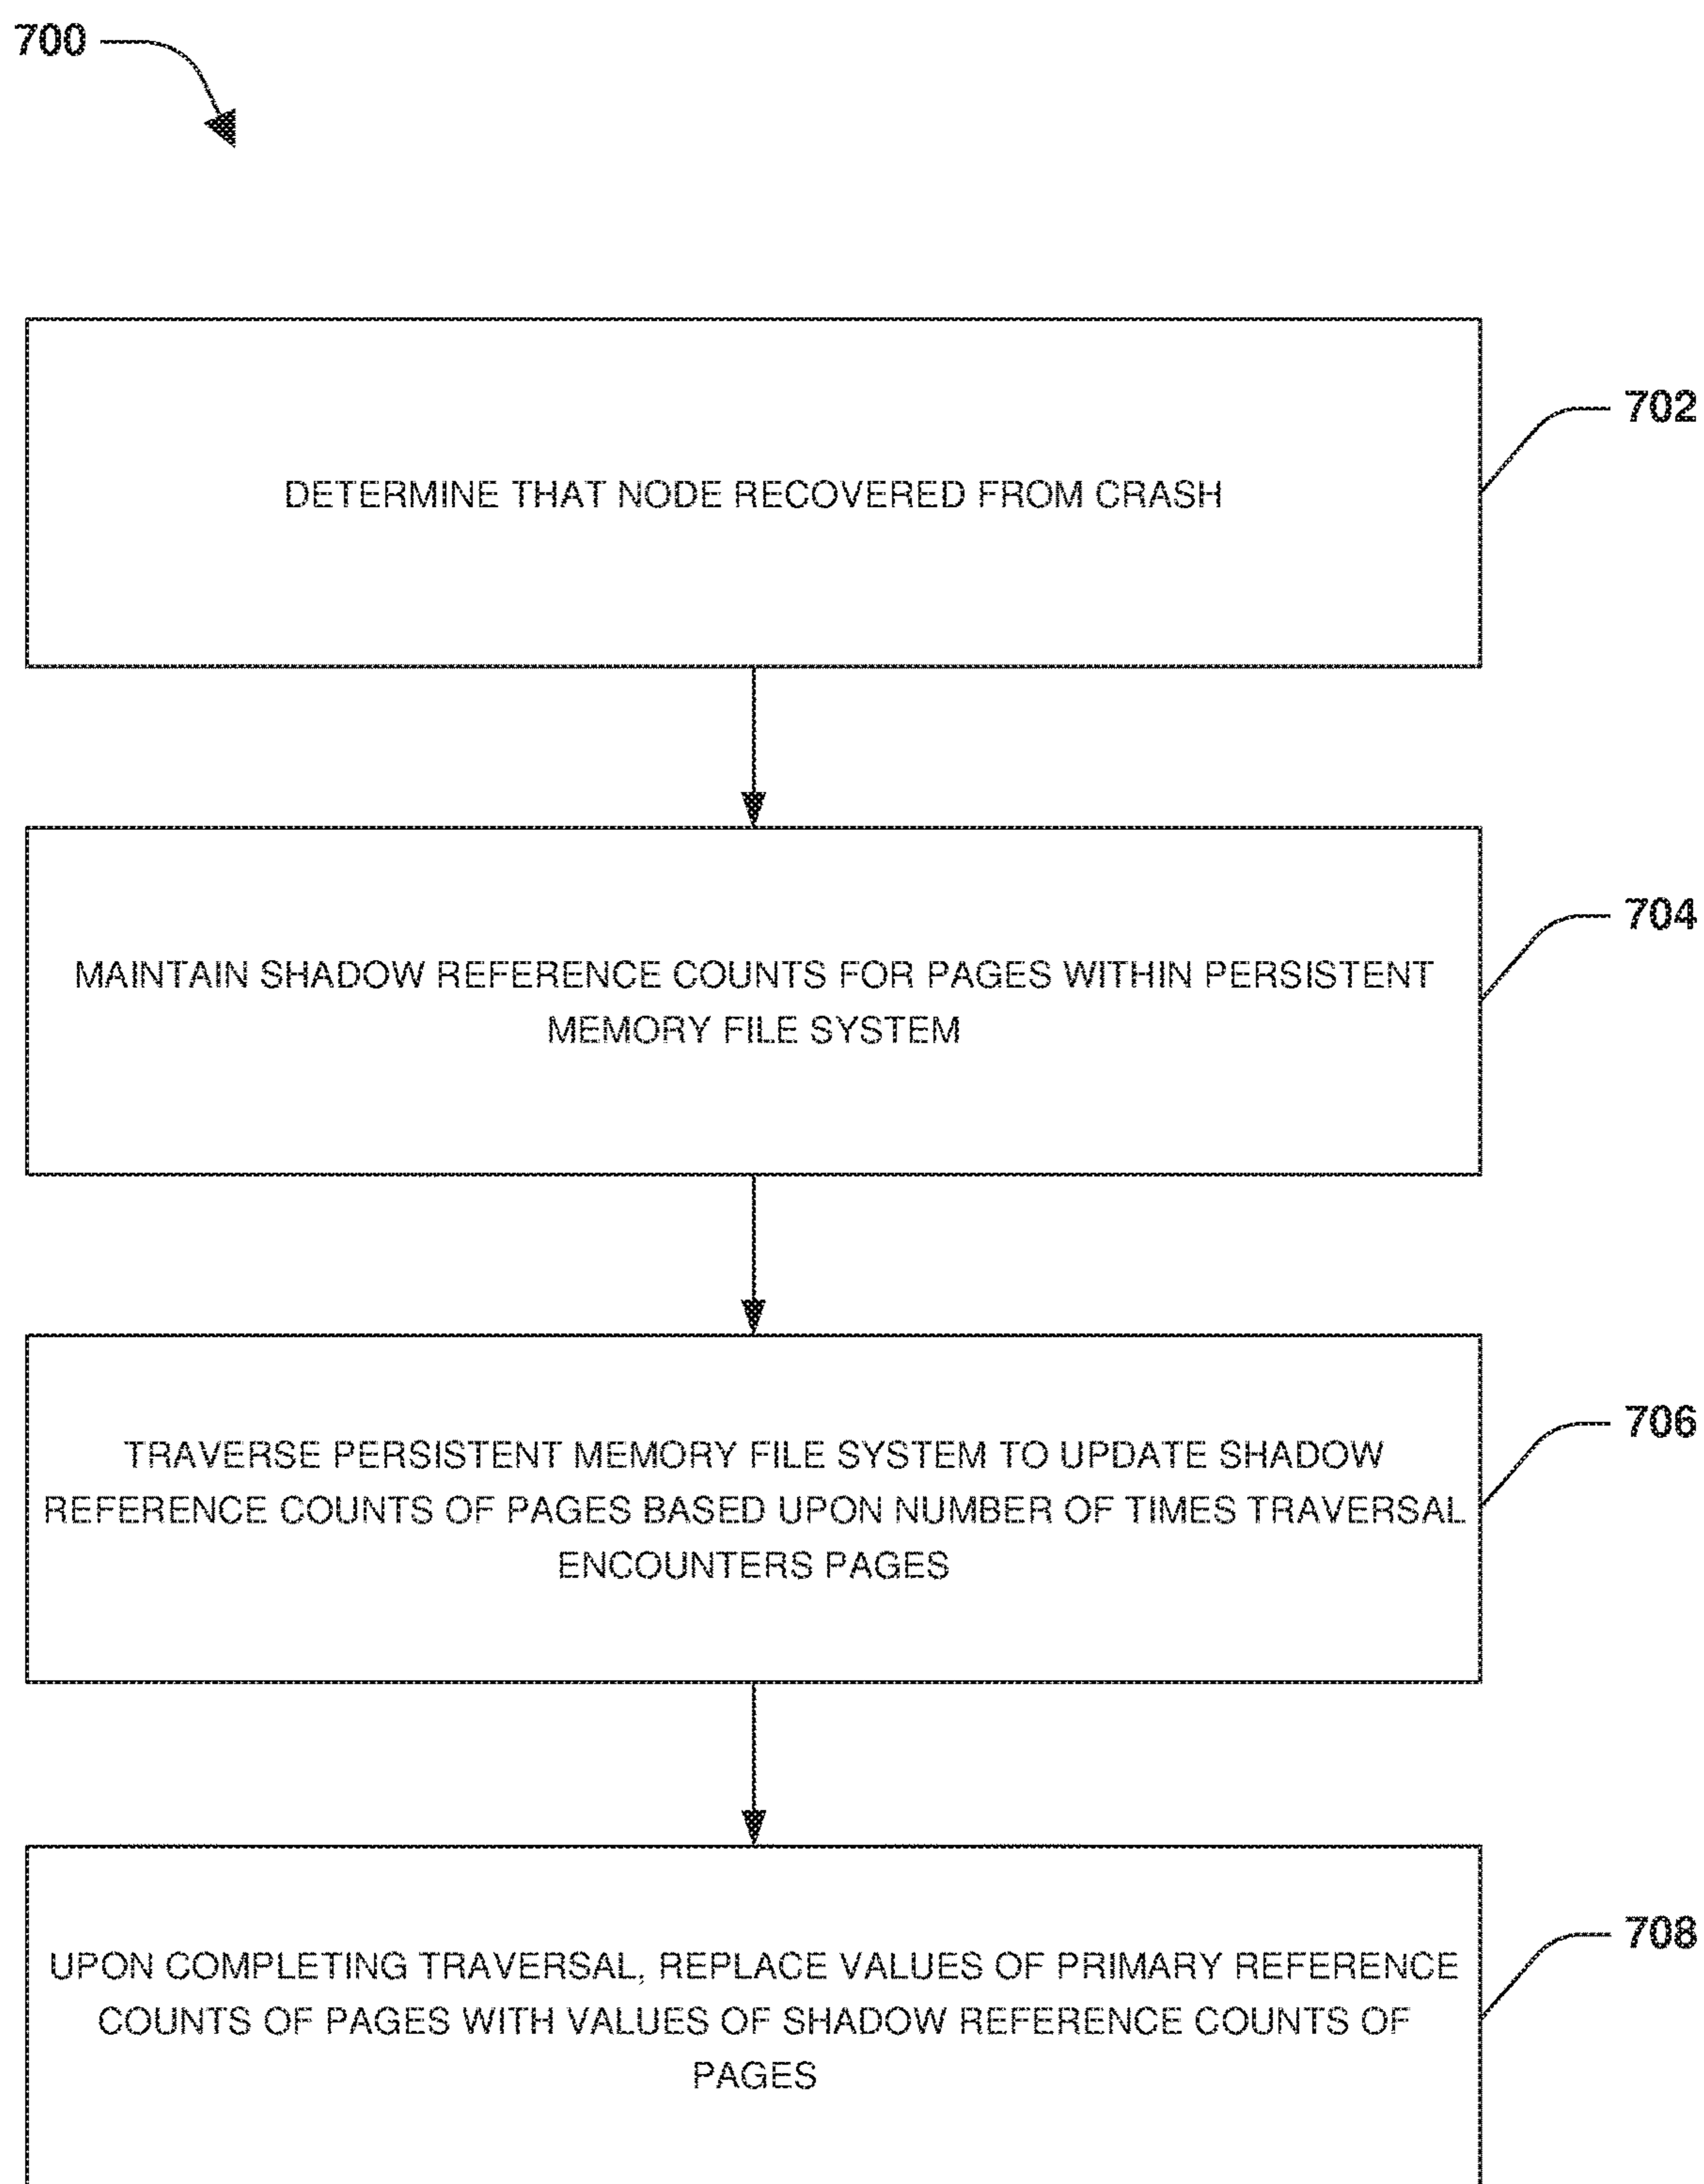 700
702
DETERMINE THAT NODE RECOVERED FROM CRASH
704
MAINTAIN SHADOW REFERENCE COUNTS FOR PAGES WITHIN PERSISTENT
MEMORY FILE SYSTEM
706
TRAVERSE PERSISTENT MEMORY FILE SYSTEM TO UPDATE SHADOW
REFERENCE COUNTS OF PAGES BASED UPON NUMBER OF TIMES TRAVERSAL
ENCOUNTERS PAGES
708
UPON COMPLETING TRAVERSAL, REPLACE VALUES OF PRIMARY REFERENCE
COUNTS OF PAGES WITH VALUES OF SHADOW REFERENCE COUNTS OF
PAGES